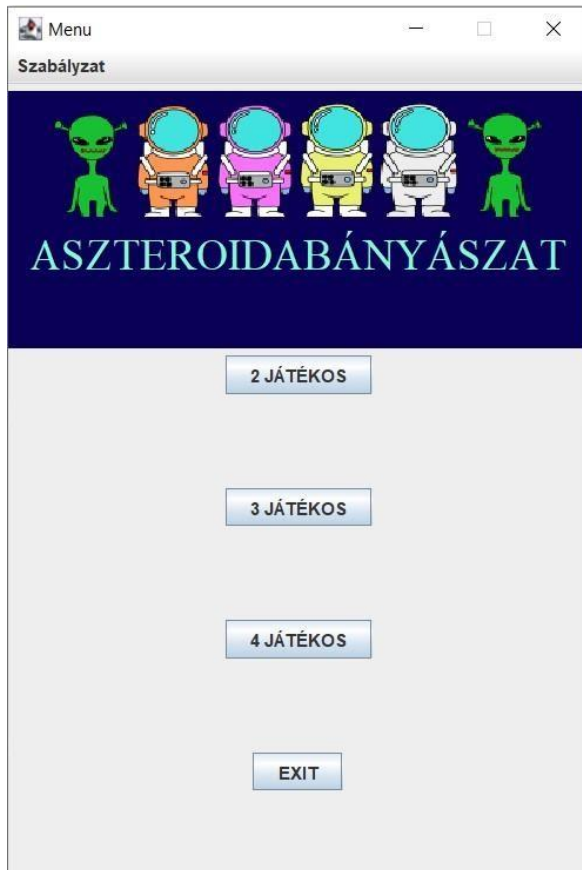 Menu
Szabályzat
ASZTEROIDABÁNYÁSZAT
2 JÁTÉKOS
3 JÁTÉKOS
4 JÁTÉKOS
EXIT